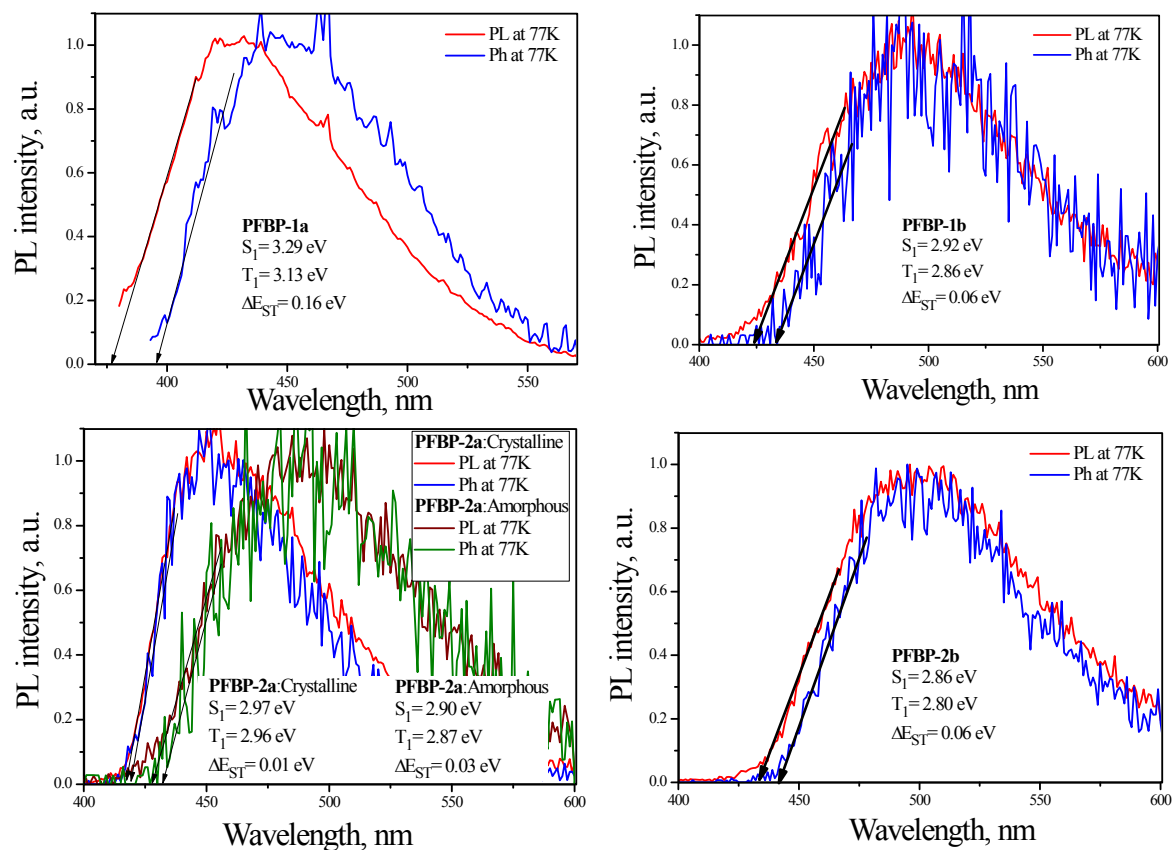 PL intensity, a.u.
1.0
0.8
0.6
0.4
0.2
0.0
PL at 77K
Ph at 77K
PFBP-1a
S1= 3.29 eV
T1= 3.13 eV
ΔEST= 0.16 eV
400 450 500 550
Wavelength, nm
PL intensity, a.u.
1.0
0.8
0.6
0.4
0.2
0.0
PL at 77K
Ph at 77K
PFBP-1b
S1= 2.92 eV
T1= 2.86 eV
ΔEST= 0.06 eV
400 450 500 550 600
Wavelength, nm
PL intensity, a.u.
1.0
0.8
0.6
0.4
0.2
0.0
PFBP-2a:Crystalline
PL at 77K
Ph at 77K
PFBP-2a:Amorphous
PL at 77K
Ph at 77K
PFBP-2a:Crystalline
S1= 2.97 eV
T1= 2.96 eV
ΔEST= 0.01 eV
PFBP-2a:Amorphous
S1= 2.90 eV
T1= 2.87 eV
ΔEST= 0.03 eV
400 450 500 550 600
Wavelength, nm
PL intensity, a.u.
1.0
0.8
0.6
0.4
0.2
0.0
PL at 77K
Ph at 77K
PFBP-2b
S1= 2.86 eV
T1= 2.80 eV
ΔEST= 0.06 eV
400 450 500 550 600
Wavelength, nm